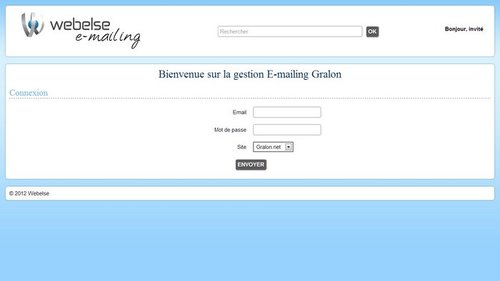 webelse
e-mailing
Rechercher
OK
Bonjour, invité
Bienvenue sur la gestion E-mailing Gralon
Connexion
Email
Mot de passe
Site
Gralon.net
ENVOYER
© 2012 Webelse